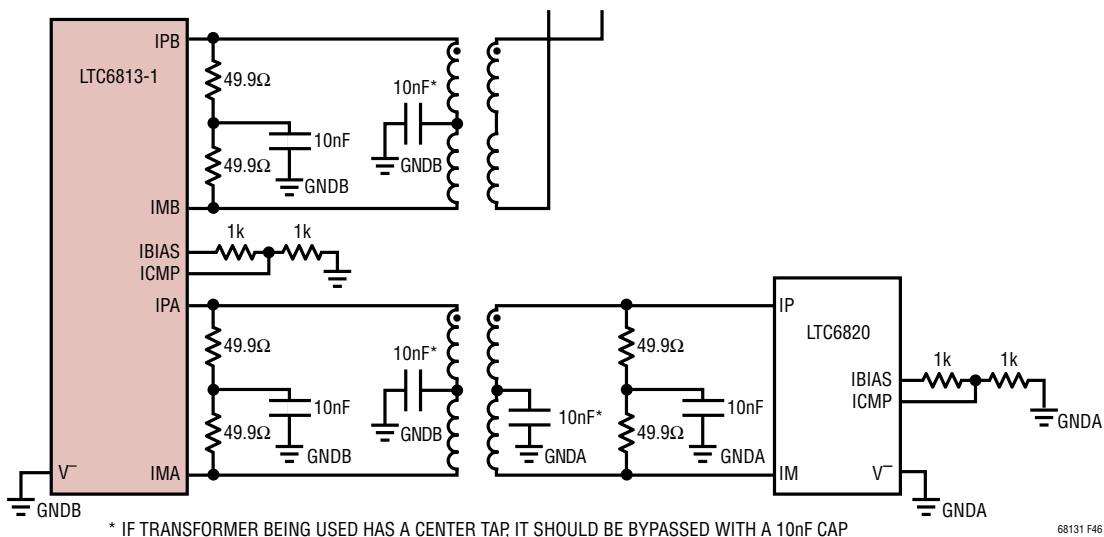 IPB
LTC6813-1
49.9Ω
10nF*
10nF
49.9Ω
GNDB
GNDB
IMB
1k
1k
IBIAS
ICMP
IPA
IP
49.9Ω
10nF*
49.9Ω
LTC6820
1k
1k
IBIAS
10nF
10nF*
10nF
ICMP
49.9Ω
GNDB
49.9Ω
GNDA
GNDB
GNDA
GNDA
V–
IMA
IM
V–
GNDB
GNDA
* IF TRANSFORMER BEING USED HAS A CENTER TAP, IT SHOULD BE BYPASSED WITH A 10nF CAP
68131 F46